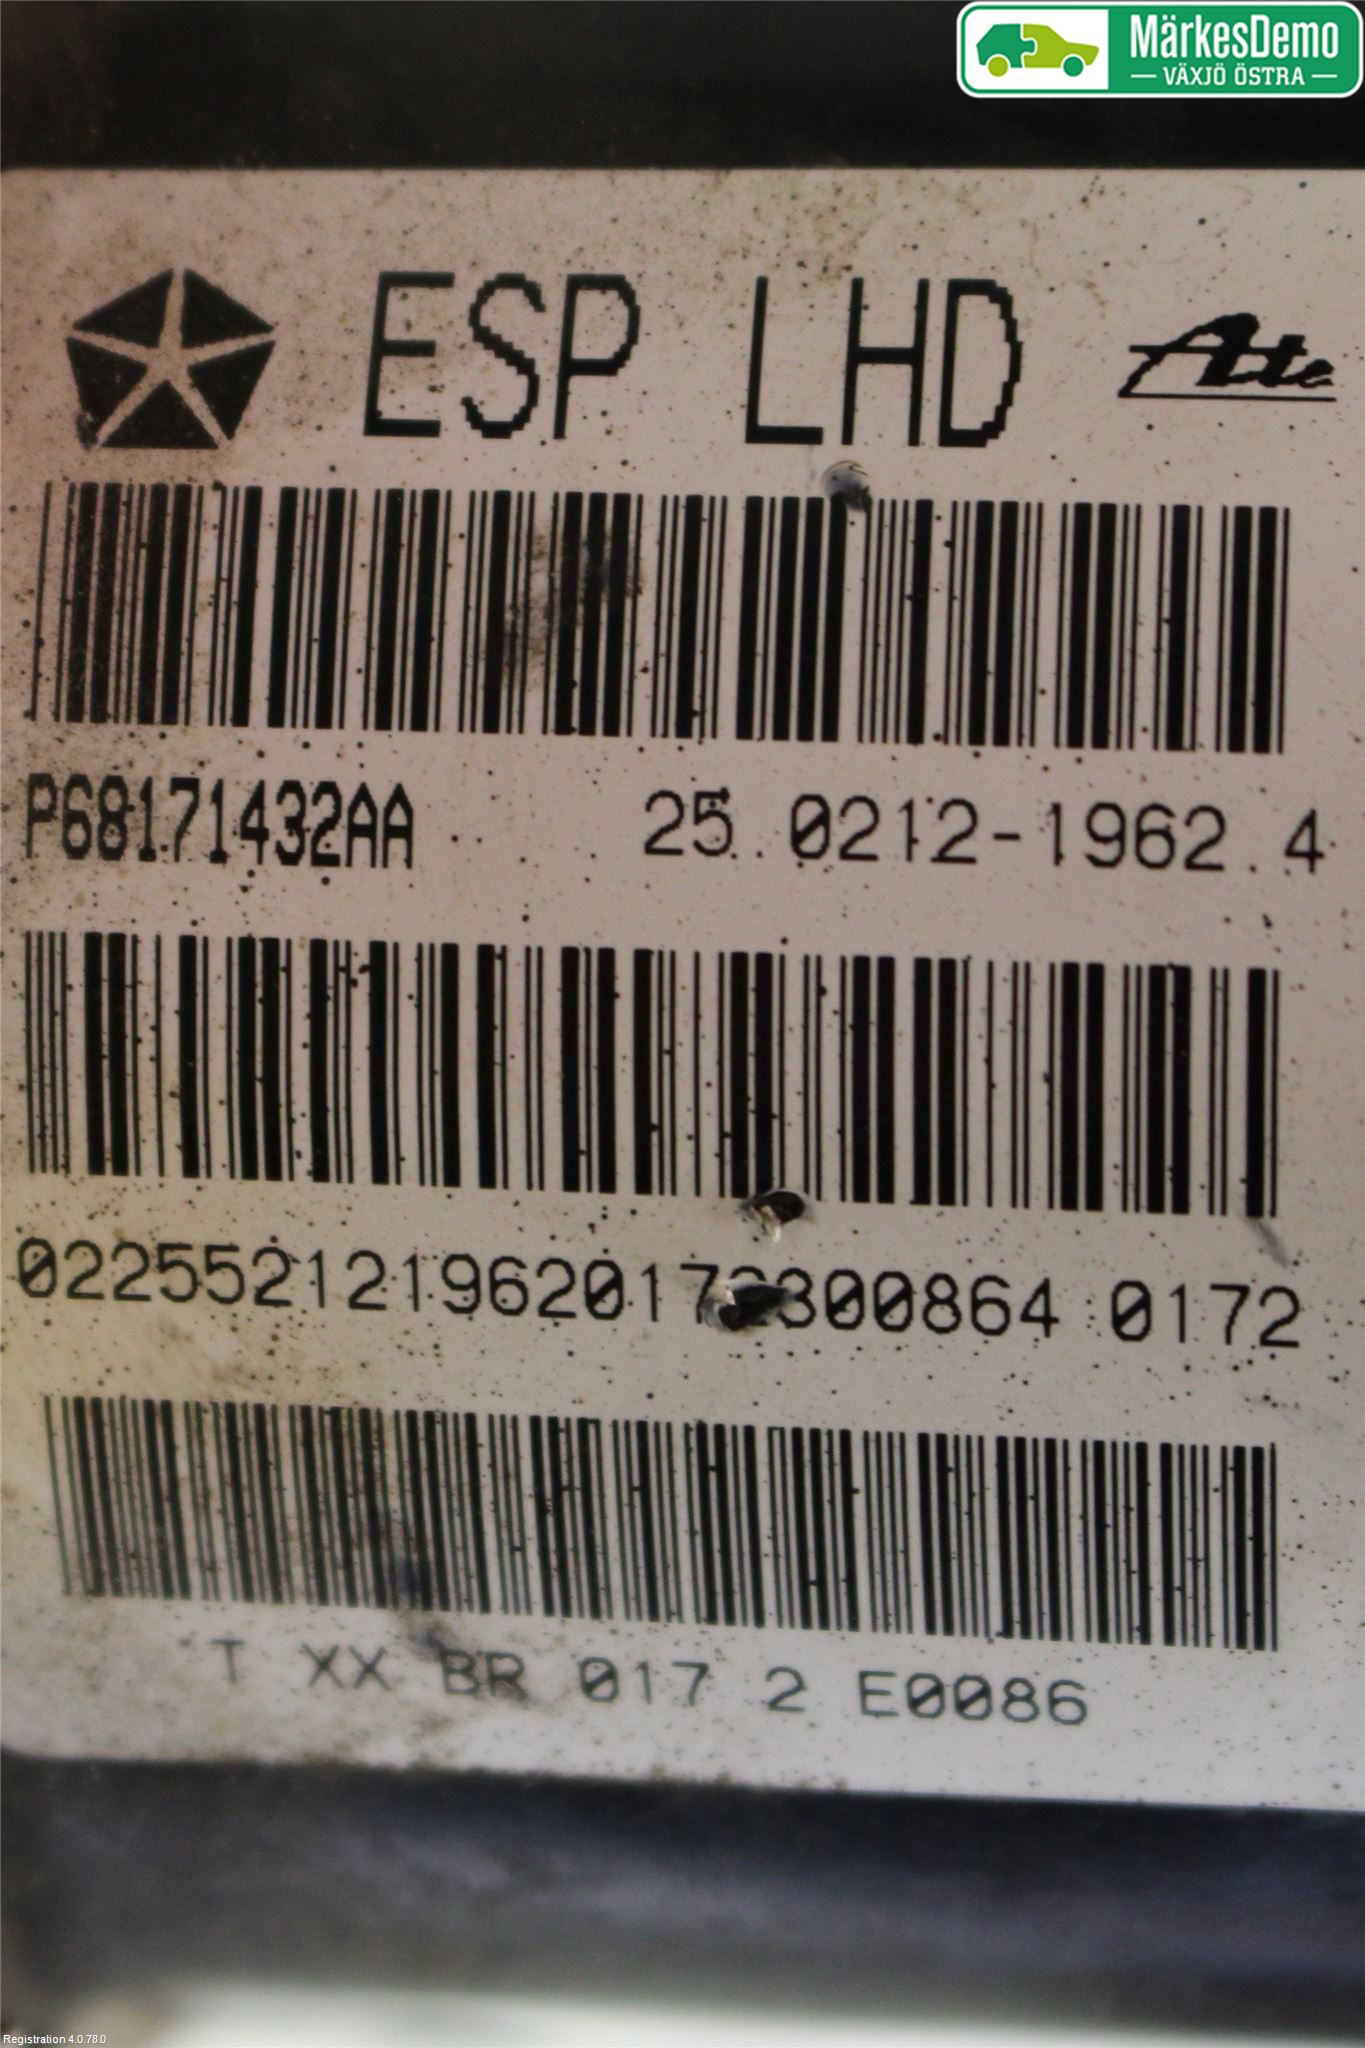 MärkesDemo
VÄXJÖ ÖSTRA
ESP LHD Ate
P68171432AA 25.0212-1962.4
0172
T XX BR 017 2 E0086
Registration 4.0.78.0